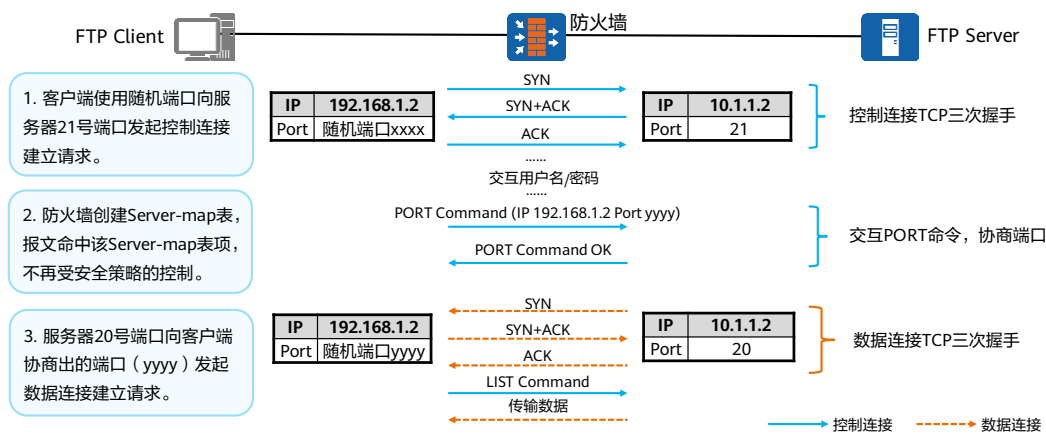 FTP Client
防火墙
FTP Server
1. 客户端使用随机端口向服
务器21号端口发起控制连接
建立请求。
IP 192.168.1.2
Port 随机端口xxxx
SYN
SYN+ACK
ACK
IP 10.1.1.2
Port 21
控制连接TCP三次握手
......
交互用户名/密码
......
2. 防火墙创建Server-map表，
报文命中该Server-map表项，
不再受安全策略的控制。
PORT Command (IP 192.168.1.2 Port yyyy)
PORT Command OK
交互PORT命令，协商端口
3. 服务器20号端口向客户端
协商出的端口（yyyy）发起
数据连接建立请求。
IP 192.168.1.2
Port 随机端口yyyy
SYN
SYN+ACK
ACK
IP 10.1.1.2
Port 20
数据连接TCP三次握手
LIST Command
传输数据
控制连接
数据连接